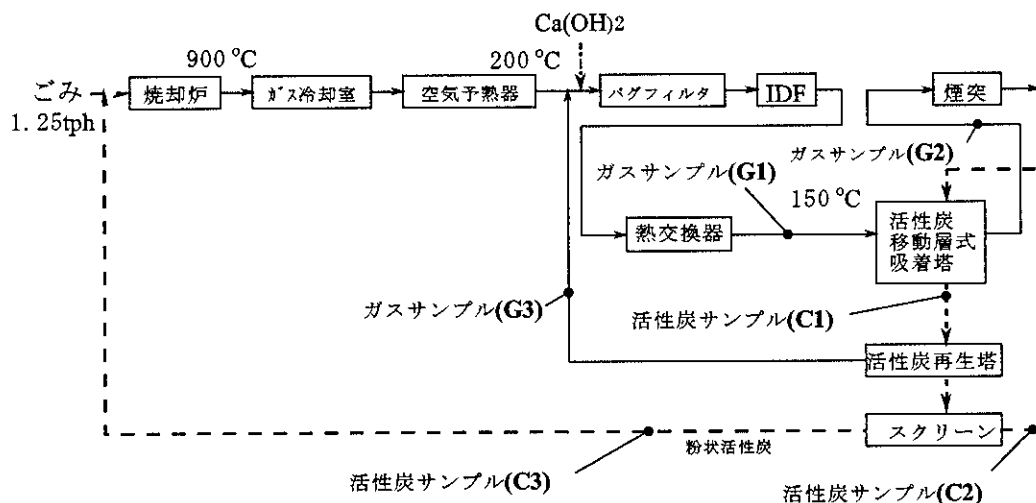 Ca(OH)2
900 ℃
200 ℃
ごみ
1.25tph
焼却炉
ガス冷却室
空気予熱器
バグフィルタ
IDF
煙突
ガスサンプル(G2)
ガスサンプル(G1)
150 ℃
熱交換器
活性炭
移動層式
吸着塔
ガスサンプル(G3)
活性炭サンプル(C1)
活性炭再生塔
スクリーン
粉状活性炭
活性炭サンプル(C3)
活性炭サンプル(C2)